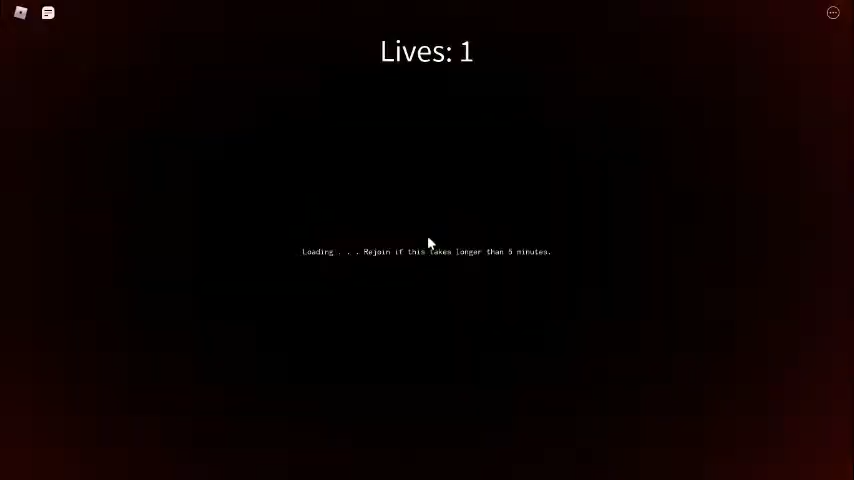 Lives: 1
Loading . . . Rejoin if this takes longer than 5 minutes.